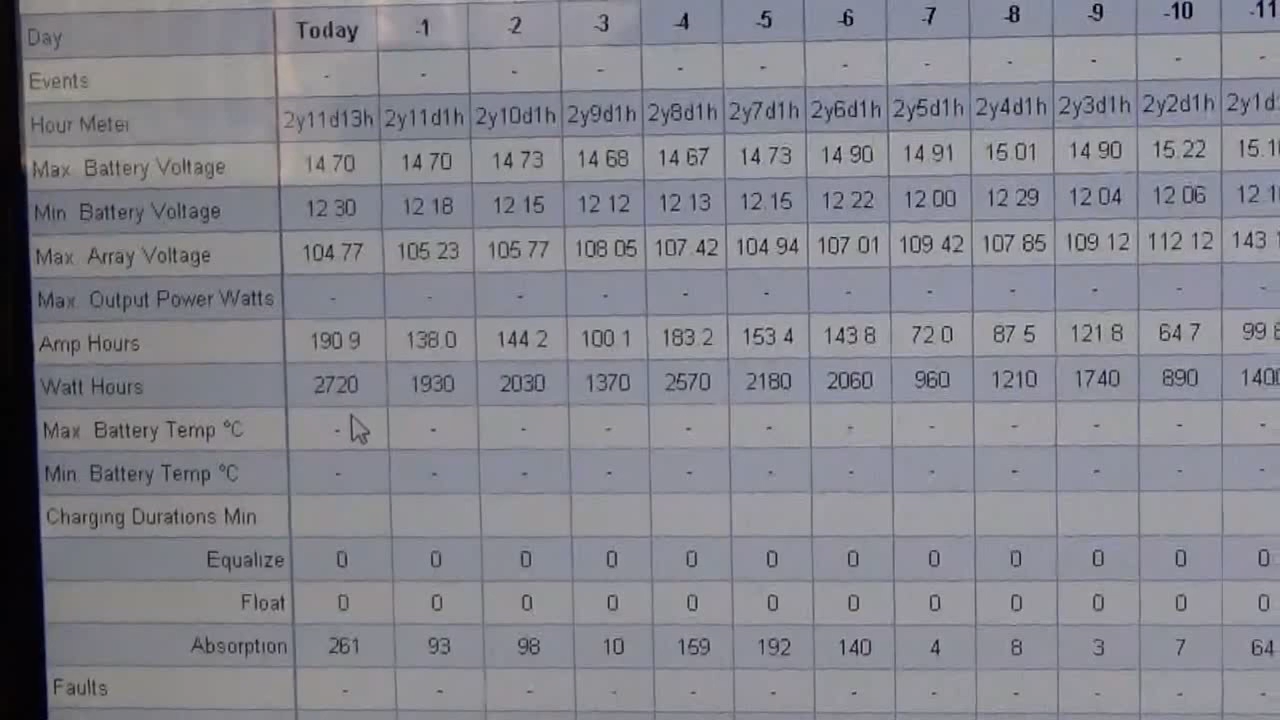 Day Today -1 -2 -3 -4 -5 -6 -7 -8 -9 -10 -11
Events - - - - - - - - - - - -
Hour Meter 2y11d13h 2y11d1h 2y10d1h 2y9d1h 2y8d1h 2y7d1h 2y6d1h 2y5d1h 2y4d1h 2y3d1h 2y2d1h 2y1d
Max. Battery Voltage 14.70 14.70 14.73 14.68 14.67 14.73 14.90 14.91 15.01 14.90 15.22 15.1
Min. Battery Voltage 12.30 12.18 12.15 12.12 12.13 12.15 12.22 12.00 12.29 12.04 12.06 12.1
Max. Array Voltage 104.77 105.23 105.77 108.05 107.42 104.94 107.01 109.42 107.85 109.12 112.12 143.1
Max. Output Power Watts - - - - - - - - - - - -
Amp Hours 190.9 138.0 144.2 100.1 183.2 153.4 143.8 72.0 87.5 121.8 64.7 99.8
Watt Hours 2720 1930 2030 1370 2570 2180 2060 960 1210 1740 890 1400
Max. Battery Temp °C - - - - - - - - - - - -
Min. Battery Temp °C - - - - - - - - - - - -
Charging Durations Min
Equalize 0 0 0 0 0 0 0 0 0 0 0 0
Float 0 0 0 0 0 0 0 0 0 0 0 0
Absorption 261 93 98 10 159 192 140 4 8 3 7 64
Faults - - - - - - - - - - - -